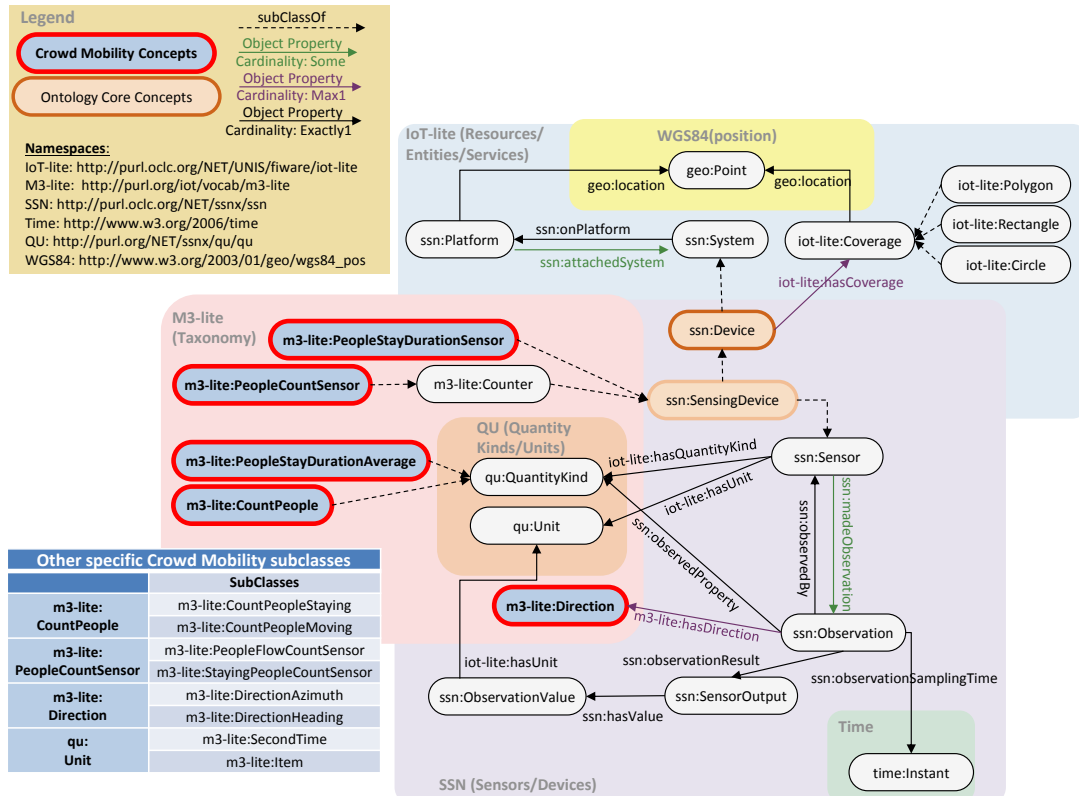 Legend
subClassOf
Crowd Mobility Concepts
Object Property
Cardinality: Some
Object Property
Cardinality: Max1
Ontology Core Concepts
Object Property
Cardinality: Exactly1
Namespaces:
IoT-lite: http://purl.oclc.org/NET/UNIS/fiware/iot-lite
M3-lite: http://purl.org/iot/vocab/m3-lite
SSN: http://purl.oclc.org/NET/ssnx/ssn
Time: http://www.w3.org/2006/time
QU: http://purl.org/NET/ssnx/qu/qu
WGS84: http://www.w3.org/2003/01/geo/wgs84_pos
IoT-lite (Resources/
Entities/Services)
WGS84(position)
geo:Point
geo:location
geo:location
iot-lite:Polygon
iot-lite:Rectangle
iot-lite:Circle
ssn:Platform
ssn:onPlatform
ssn:attachedSystem
ssn:System
iot-lite:Coverage
iot-lite:hasCoverage
M3-lite
(Taxonomy)
m3-lite:PeopleStayDurationSensor
ssn:Device
m3-lite:PeopleCountSensor
m3-lite:Counter
ssn:SensingDevice
QU (Quantity
Kinds/Units)
m3-lite:PeopleStayDurationAverage
m3-lite:CountPeople
qu:QuantityKind
qu:Unit
iot-lite:hasQuantityKind
iot-lite:hasUnit
ssn:Sensor
ssn:observedProperty
ssn:observedBy
ssn:madeObservation
m3-lite:Direction
m3-lite:hasDirection
ssn:Observation
iot-lite:hasUnit
ssn:observationResult
ssn:observationSamplingTime
ssn:ObservationValue
ssn:hasValue
ssn:SensorOutput
Time
time:Instant
SSN (Sensors/Devices)
Other specific Crowd Mobility subclasses
SubClasses
m3-lite:
CountPeople
m3-lite:CountPeopleStaying
m3-lite:CountPeopleMoving
m3-lite:
PeopleCountSensor
m3-lite:PeopleFlowCountSensor
m3-lite:StayingPeopleCountSensor
m3-lite:
Direction
m3-lite:DirectionAzimuth
m3-lite:DirectionHeading
qu:
Unit
m3-lite:SecondTime
m3-lite:Item